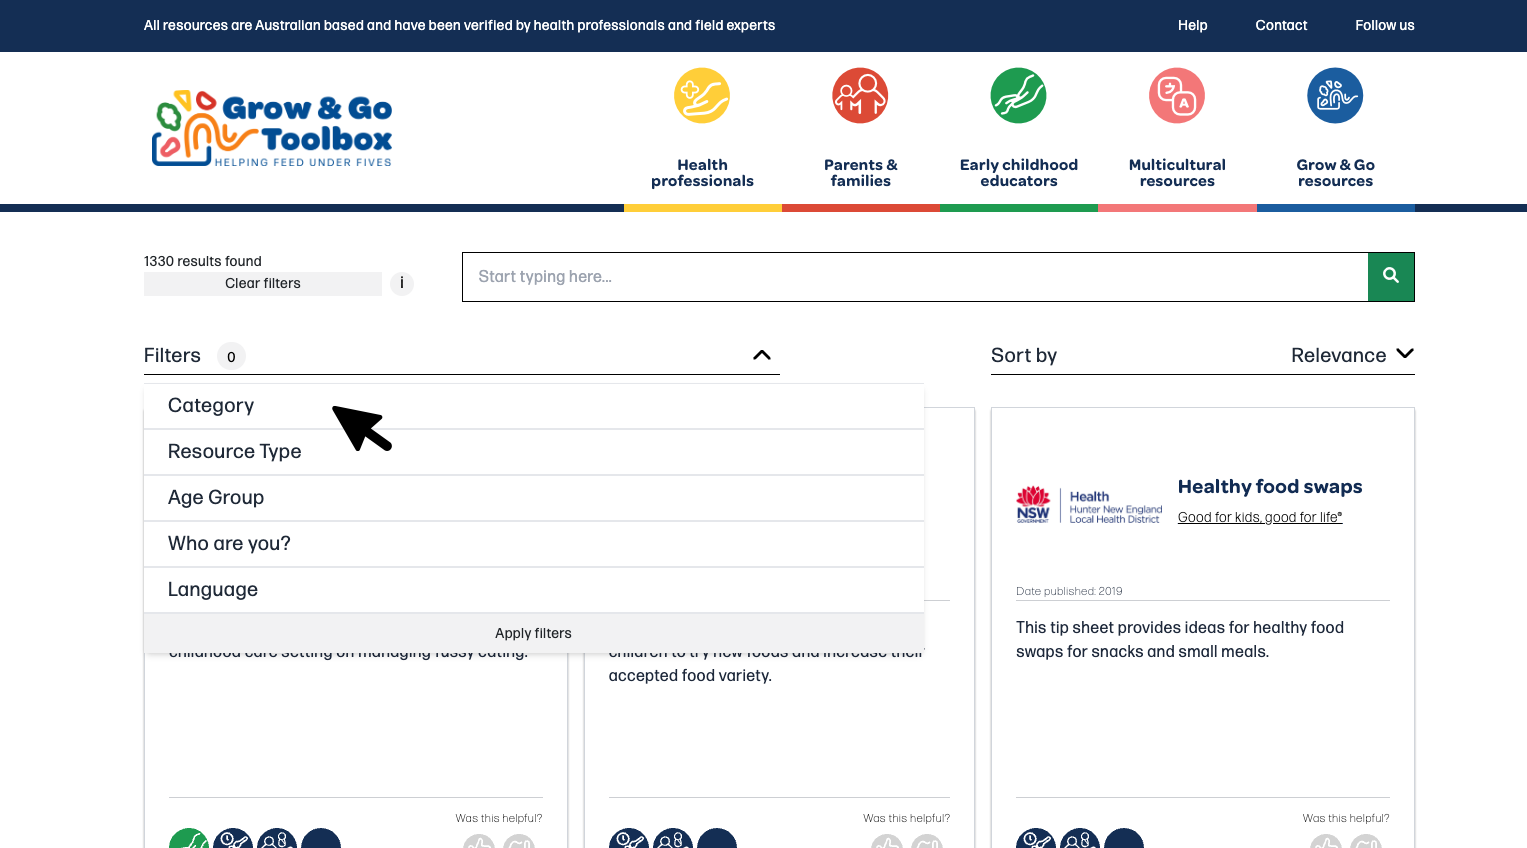 All resources are Australian based and have been verified by health professionals and field experts
Help
Contact
Follow us
Grow & Go
Toolbox
HELPING FEED UNDER FIVES
A
Health
professionals
Parents &
families
Early childhood
educators
Multicultural
resources
Grow & Go
resources
1330 results found
Clear filters
i
Start typing here...
Filters
0
Sort by
Relevance
Category
Resource Type
Age Group
Who are you?
Language
Apply filters
childhood care setting on managing fussy eating.
children to try new foods and increase their
accepted food variety.
NSW
GOVERNMENT
Health
Hunter New England
Local Health District
Healthy food swaps
Good for kids, good for life®
Date published: 2019
This tip sheet provides ideas for healthy food
swaps for snacks and small meals.
Was this helpful?
Was this helpful?
Was this helpful?